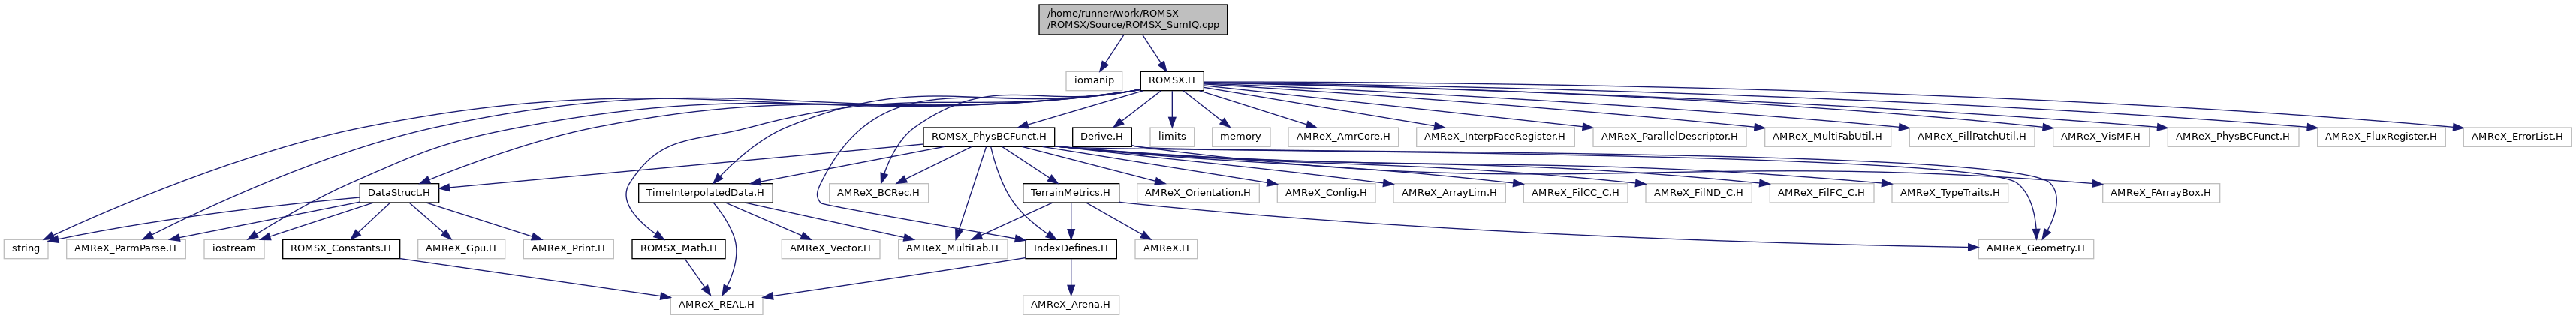 /home/runner/work/ROMSX
/ROMSX/Source/ROMSX_SumIQ.cpp
iomanip
ROMSX.H
ROMSX_PhysBCFunct.H
Derive.H
limits
memory
AMReX_AmrCore.H
AMReX_InterpFaceRegister.H
AMReX_ParallelDescriptor.H
AMReX_MultiFabUtil.H
AMReX_FillPatchUtil.H
AMReX_VisMF.H
AMReX_PhysBCFunct.H
AMReX_FluxRegister.H
AMReX_ErrorList.H
DataStruct.H
TimeInterpolatedData.H
AMReX_BCRec.H
TerrainMetrics.H
AMReX_Orientation.H
AMReX_Config.H
AMReX_ArrayLim.H
AMReX_FilCC_C.H
AMReX_FilND_C.H
AMReX_FilFC_C.H
AMReX_TypeTraits.H
AMReX_FArrayBox.H
string
AMReX_ParmParse.H
iostream
ROMSX_Constants.H
AMReX_Gpu.H
AMReX_Print.H
ROMSX_Math.H
AMReX_Vector.H
AMReX_MultiFab.H
IndexDefines.H
AMReX.H
AMReX_Geometry.H
AMReX_REAL.H
AMReX_Arena.H